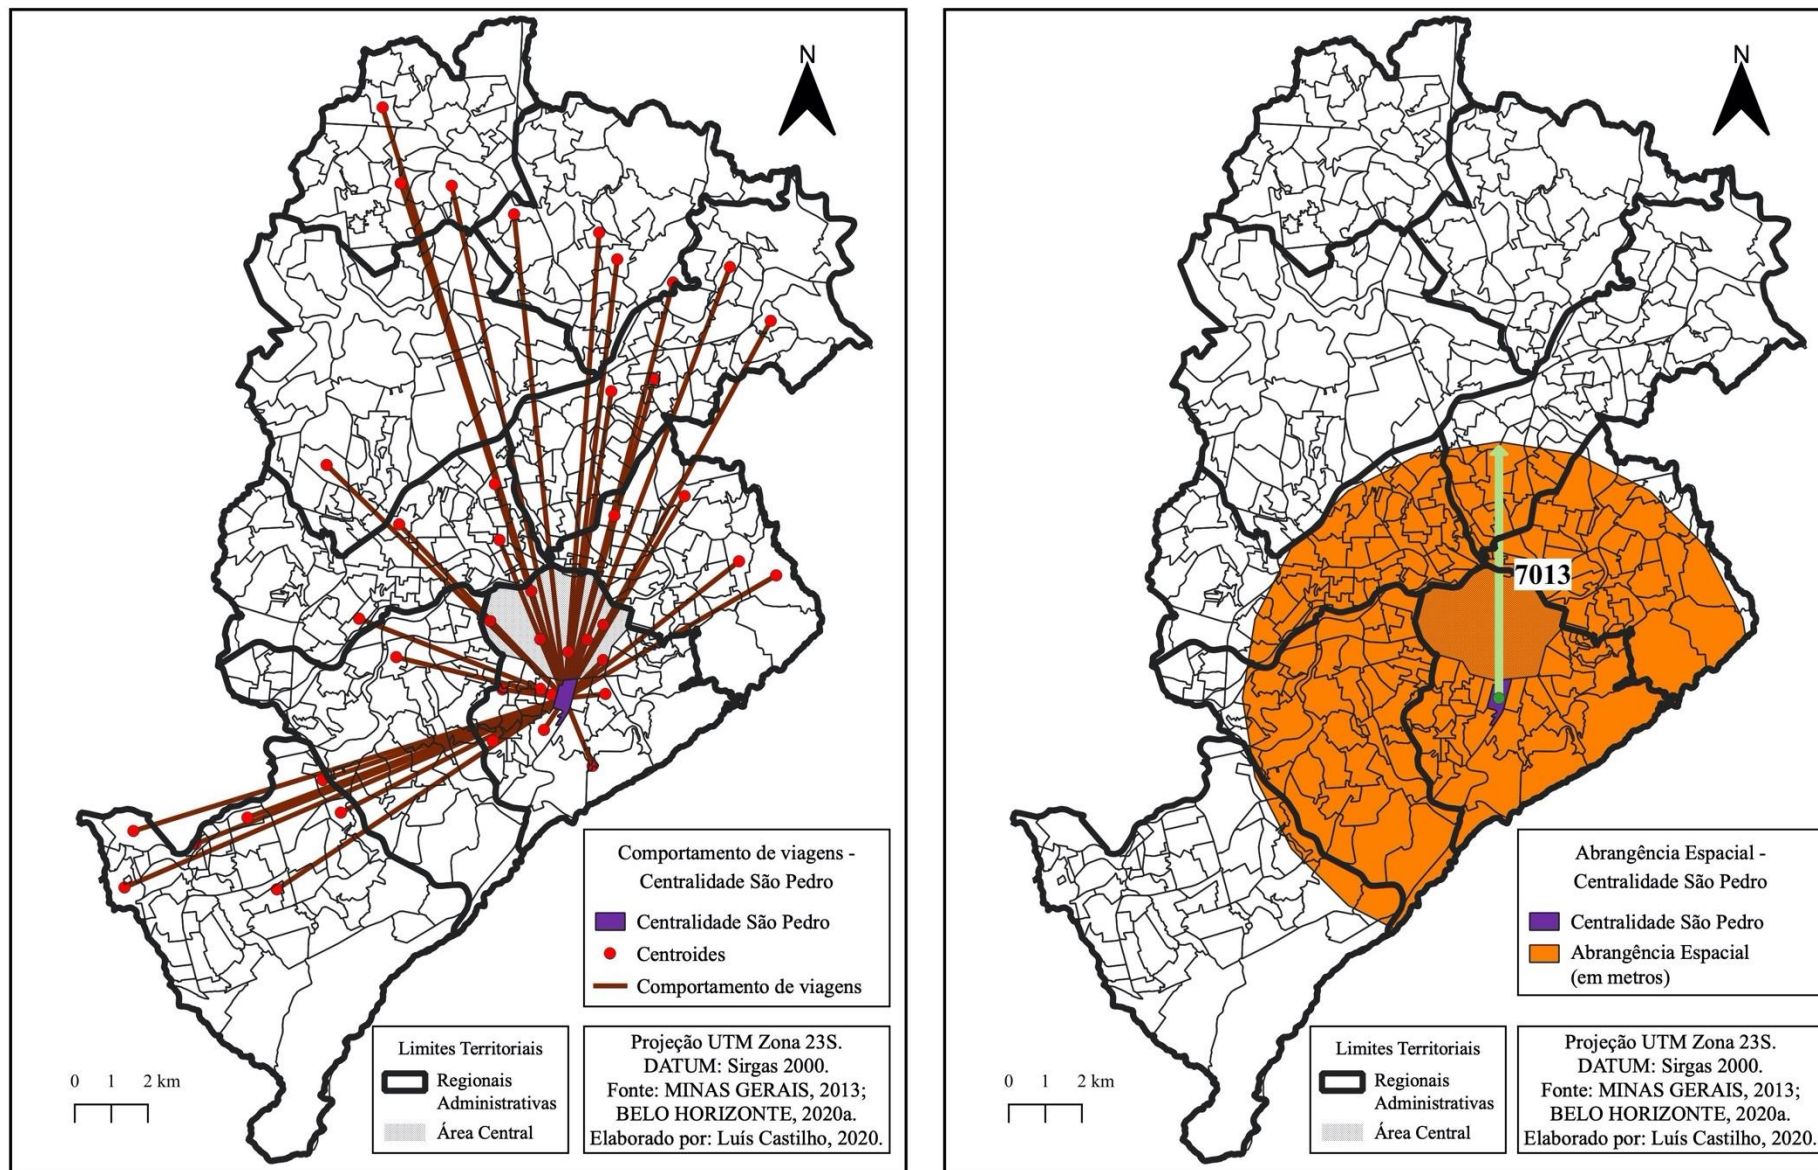 N
Comportamento de viagens -
Centralidade São Pedro
Centralidade São Pedro
Centroides
Comportamento de viagens
Limites Territoriais
Regionais
Administrativas
Área Central
0 1 2 km
Projeção UTM Zona 23S.
DATUM: Sirgas 2000.
Fonte: MINAS GERAIS, 2013;
BELO HORIZONTE, 2020a.
Elaborado por: Luís Castilho, 2020.
N
7013
Abrangência Espacial -
Centralidade São Pedro
Centralidade São Pedro
Abrangência Espacial
(em metros)
Limites Territoriais
Regionais
Administrativas
Área Central
0 1 2 km
Projeção UTM Zona 23S.
DATUM: Sirgas 2000.
Fonte: MINAS GERAIS, 2013;
BELO HORIZONTE, 2020a.
Elaborado por: Luís Castilho, 2020.